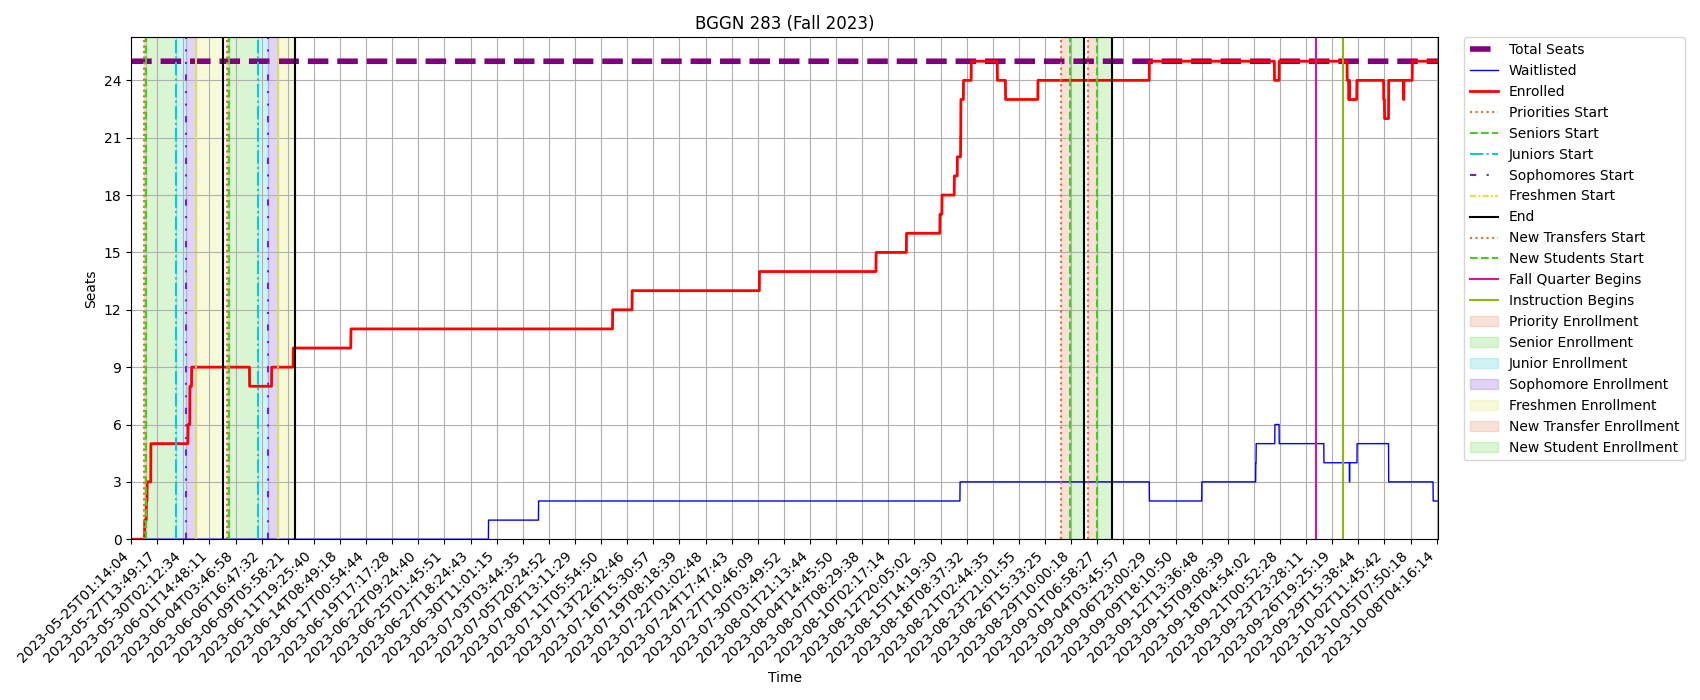 BGGN 283 (Fall 2023)
Seats
24
21
18
15
12
9
6
3
0
2023-05-25T01:14:04
2023-05-27T13:49:17
2023-05-30T02:12:34
2023-06-01T14:48:11
2023-06-04T03:46:58
2023-06-06T16:47:32
2023-06-09T05:58:21
2023-06-11T19:25:40
2023-06-14T08:49:18
2023-06-17T00:54:44
2023-06-19T17:17:28
2023-06-22T09:24:40
2023-06-25T01:45:51
2023-06-27T18:24:43
2023-06-30T11:01:15
2023-07-03T03:44:35
2023-07-05T20:24:52
2023-07-08T13:11:29
2023-07-11T05:54:50
2023-07-13T22:42:46
2023-07-16T15:30:57
2023-07-19T08:18:39
2023-07-22T01:02:48
2023-07-24T17:47:43
2023-07-27T10:46:09
2023-07-30T03:49:52
2023-08-01T21:13:44
2023-08-04T14:45:50
2023-08-07T08:29:38
2023-08-10T02:17:14
2023-08-12T20:05:02
2023-08-15T14:19:30
2023-08-18T08:37:32
2023-08-21T02:44:35
2023-08-23T21:01:55
2023-08-26T15:33:25
2023-08-29T10:00:18
2023-09-01T06:58:27
2023-09-04T03:45:57
2023-09-06T23:00:29
2023-09-09T18:10:50
2023-09-12T13:36:48
2023-09-15T09:08:39
2023-09-18T04:54:02
2023-09-21T00:52:28
2023-09-23T23:28:11
2023-09-26T19:25:19
2023-09-29T15:38:44
2023-10-02T11:45:42
2023-10-05T07:50:18
2023-10-08T04:16:14
Time
Total Seats
Waitlisted
Enrolled
Priorities Start
Seniors Start
Juniors Start
Sophomores Start
Freshmen Start
End
New Transfers Start
New Students Start
Fall Quarter Begins
Instruction Begins
Priority Enrollment
Senior Enrollment
Junior Enrollment
Sophomore Enrollment
Freshmen Enrollment
New Transfer Enrollment
New Student Enrollment